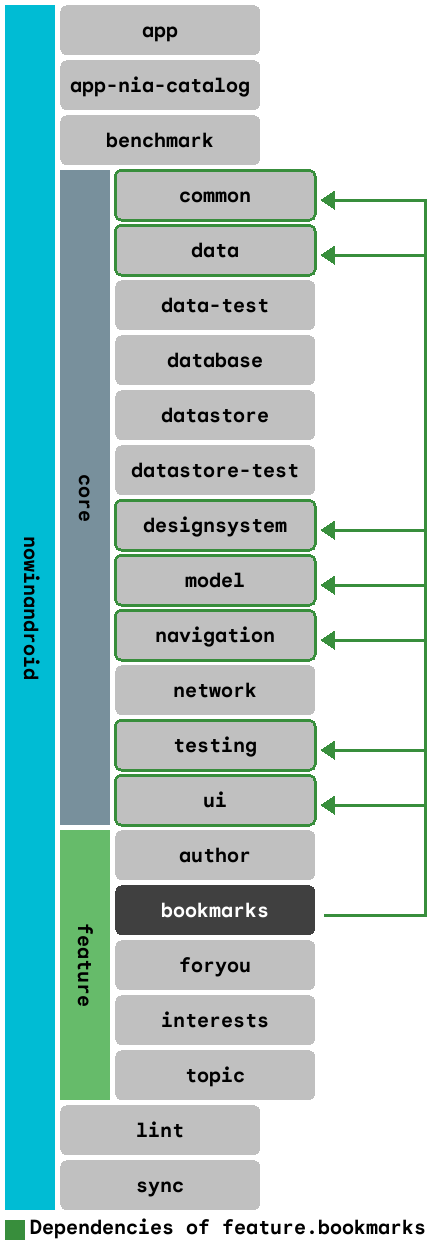 nowinandroid
app
app-nia-catalog
benchmark
core
common
data
data-test
database
datastore
datastore-test
designsystem
model
navigation
network
testing
ui
feature
author
bookmarks
foryou
interests
topic
lint
sync
Dependencies of feature.bookmarks